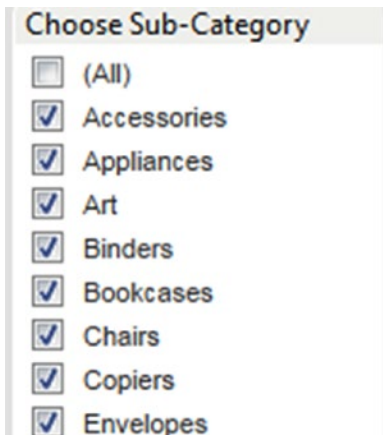 Choose Sub-Category
(All)
Accessories
Appliances
Art
Binders
Bookcases
Chairs
Copiers
Envelopes